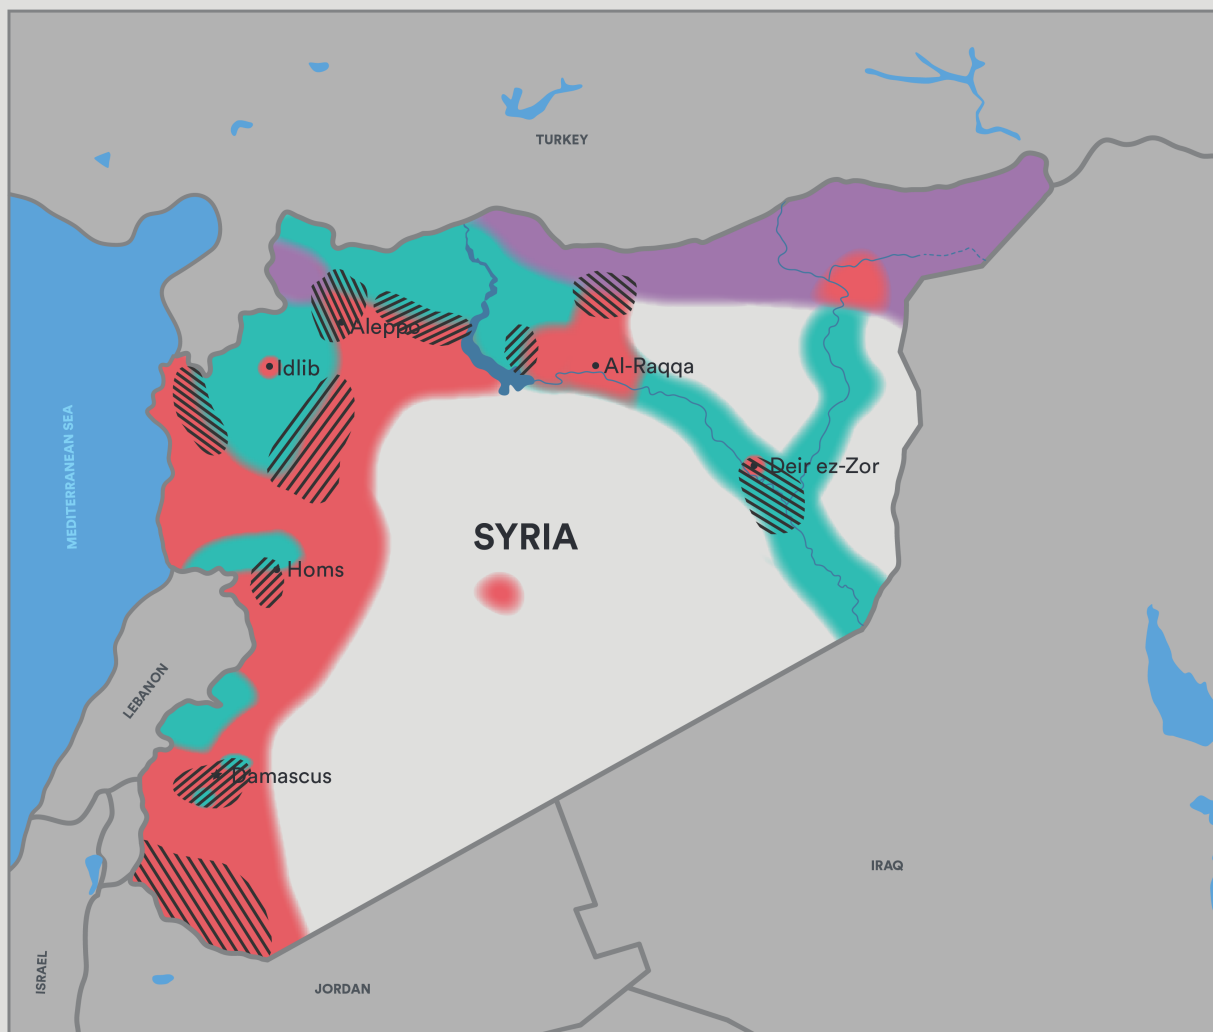 TURKEY
Aleppo
Idlib
Al-Raqqa
MEDITERRANEAN SEA
Deir ez-Zor
SYRIA
Homs
LEBANON
Damascus
IRAQ
ISRAEL
JORDAN